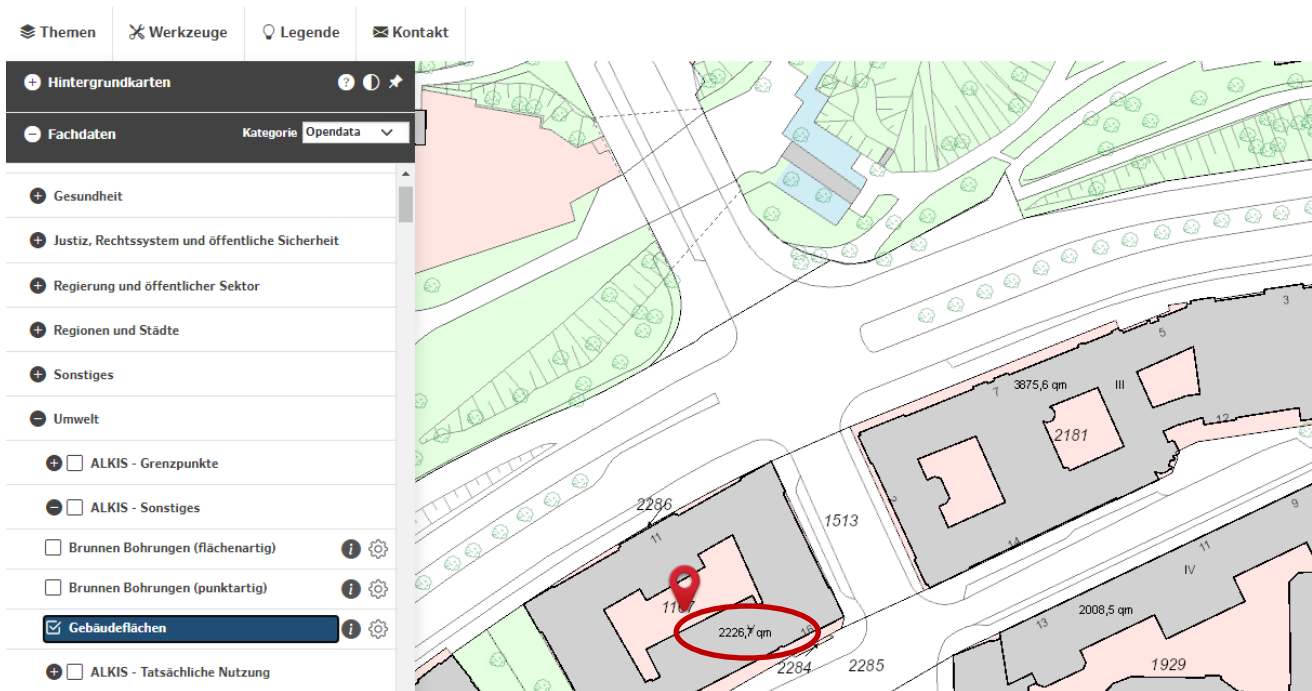 Themen
Werkzeuge
Legende
Kontakt
Hintergrundkarten
?
Fachdaten
Kategorie Opendata
Gesundheit
Justiz, Rechtssystem und öffentliche Sicherheit
Regierung und öffentlicher Sektor
Regionen und Städte
Sonstiges
Umwelt
ALKIS - Grenzpunkte
ALKIS - Sonstiges
Brunnen Bohrungen (flächenartig)
i
Brunnen Bohrungen (punktartig)
i
Gebäudeflächen
i
ALKIS - Tatsächliche Nutzung
3
5
3875,6 qm
III
7
2181
12
2286
11
1513
2
14
9
11
IV
2008,5 qm
13
2226,7 qm
V
16
2284
2285
1929